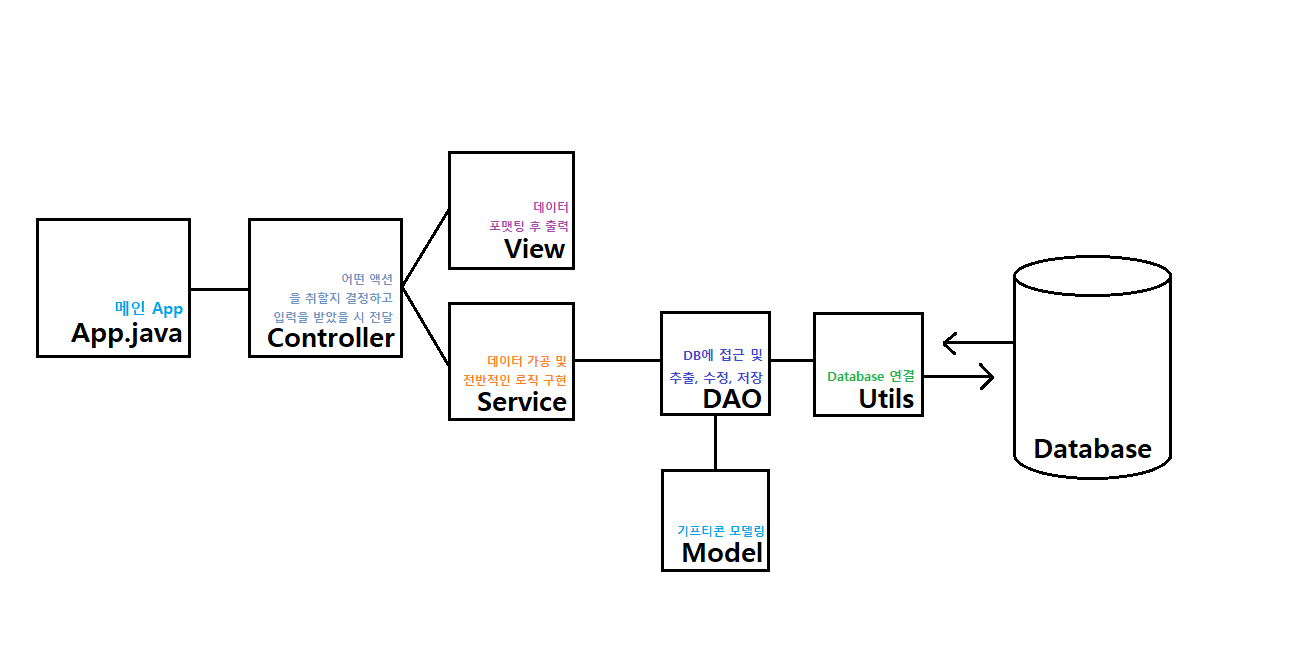 메인 App
App.java
어떤 액션
을 취할지 결정하고
입력을 받았을 시 전달
Controller
데이터
포맷팅 후 출력
View
데이터 가공 및
전반적인 로직 구현
Service
DB에 접근 및
추출, 수정, 저장
DAO
기프티콘 모델링
Model
Database 연결
Utils
Database